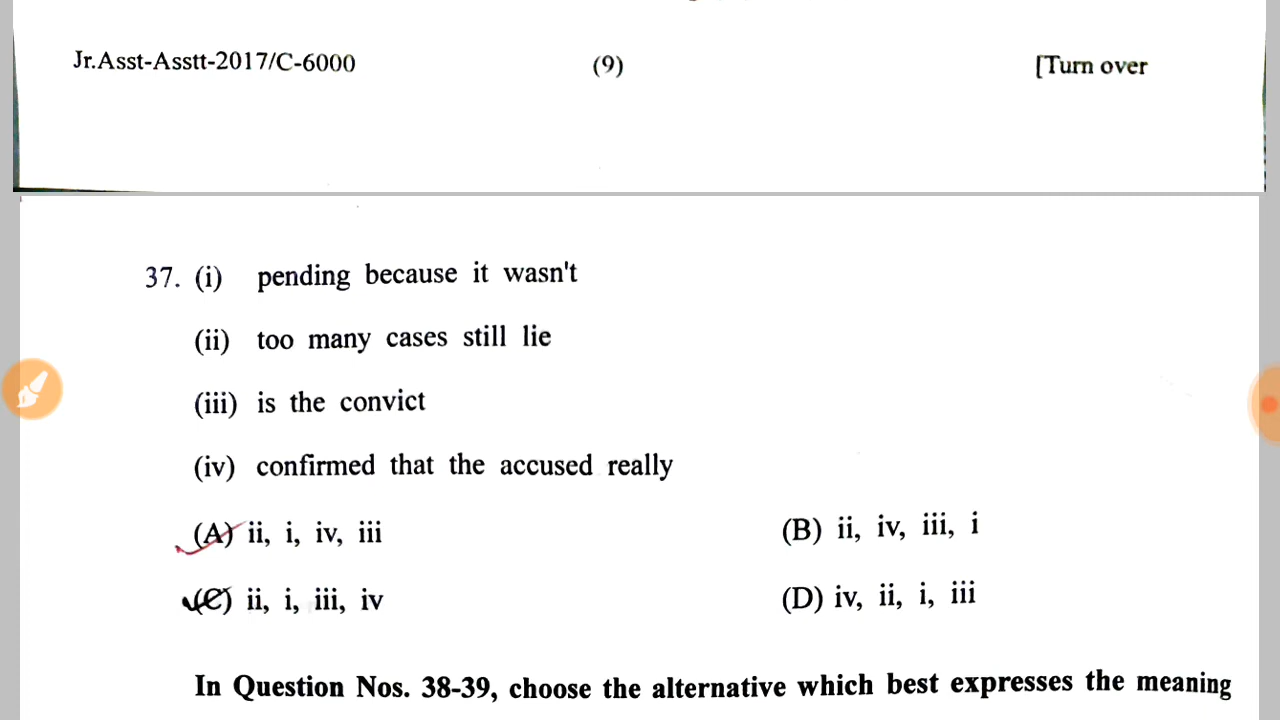 Jr.Asst-Asstt-2017/C-6000 (9) [Turn over
37. (i) pending because it wasn't
(ii) too many cases still lie
(iii) is the convict
(iv) confirmed that the accused really
(A) ii, i, iv, iii (B) ii, iv, iii, i
(C) ii, i, iii, iv (D) iv, ii, i, iii
In Question Nos. 38-39, choose the alternative which best expresses the meaning